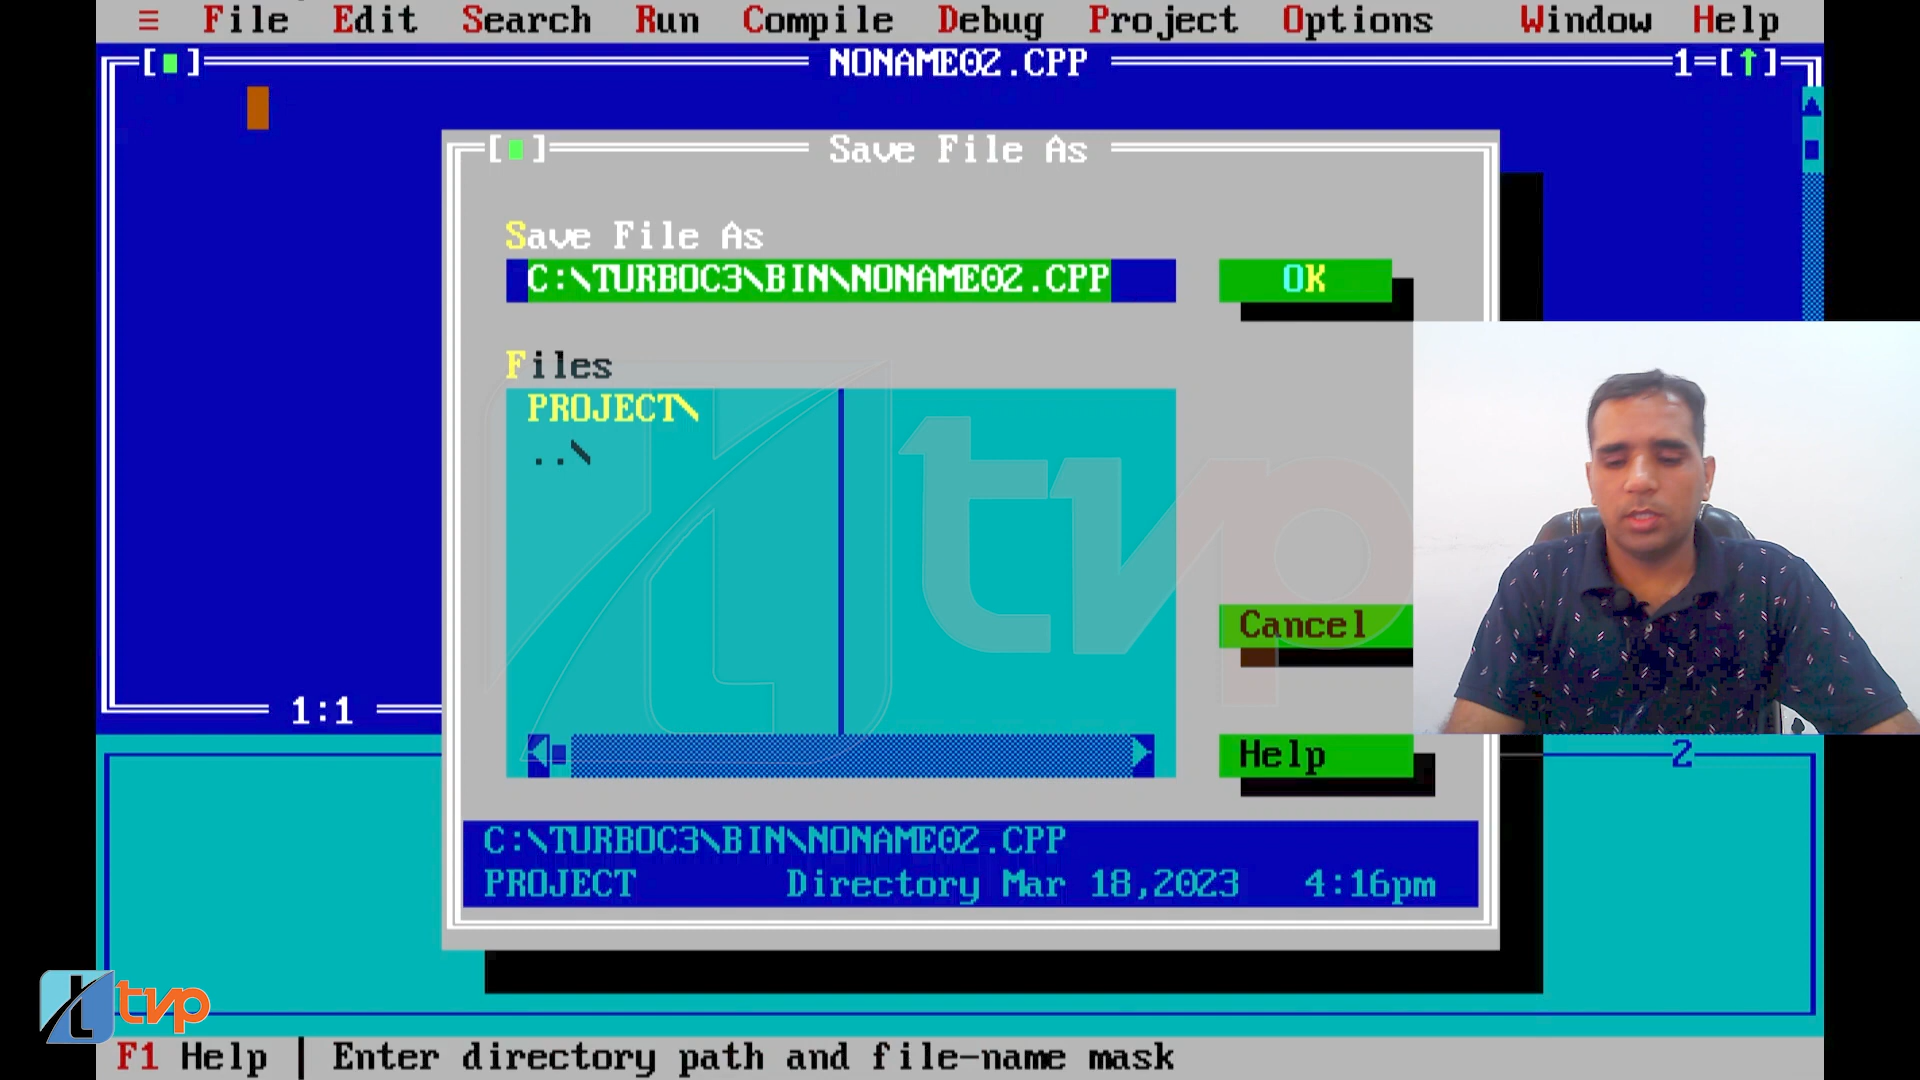 ≡ File Edit Search Run Compile Debug Project Options Window Help
[■] NONAME02.CPP 1=[↑]
[■] Save File As
Save File As
C:\TURBOC3\BIN\NONAME02.CPP OK
Files
PROJECT\
..\
tvp
Cancel
1:1
Help
2
C:\TURBOC3\BIN\NONAME02.CPP
PROJECT Directory Mar 18,2023 4:16pm
tvp
F1 Help | Enter directory path and file-name mask